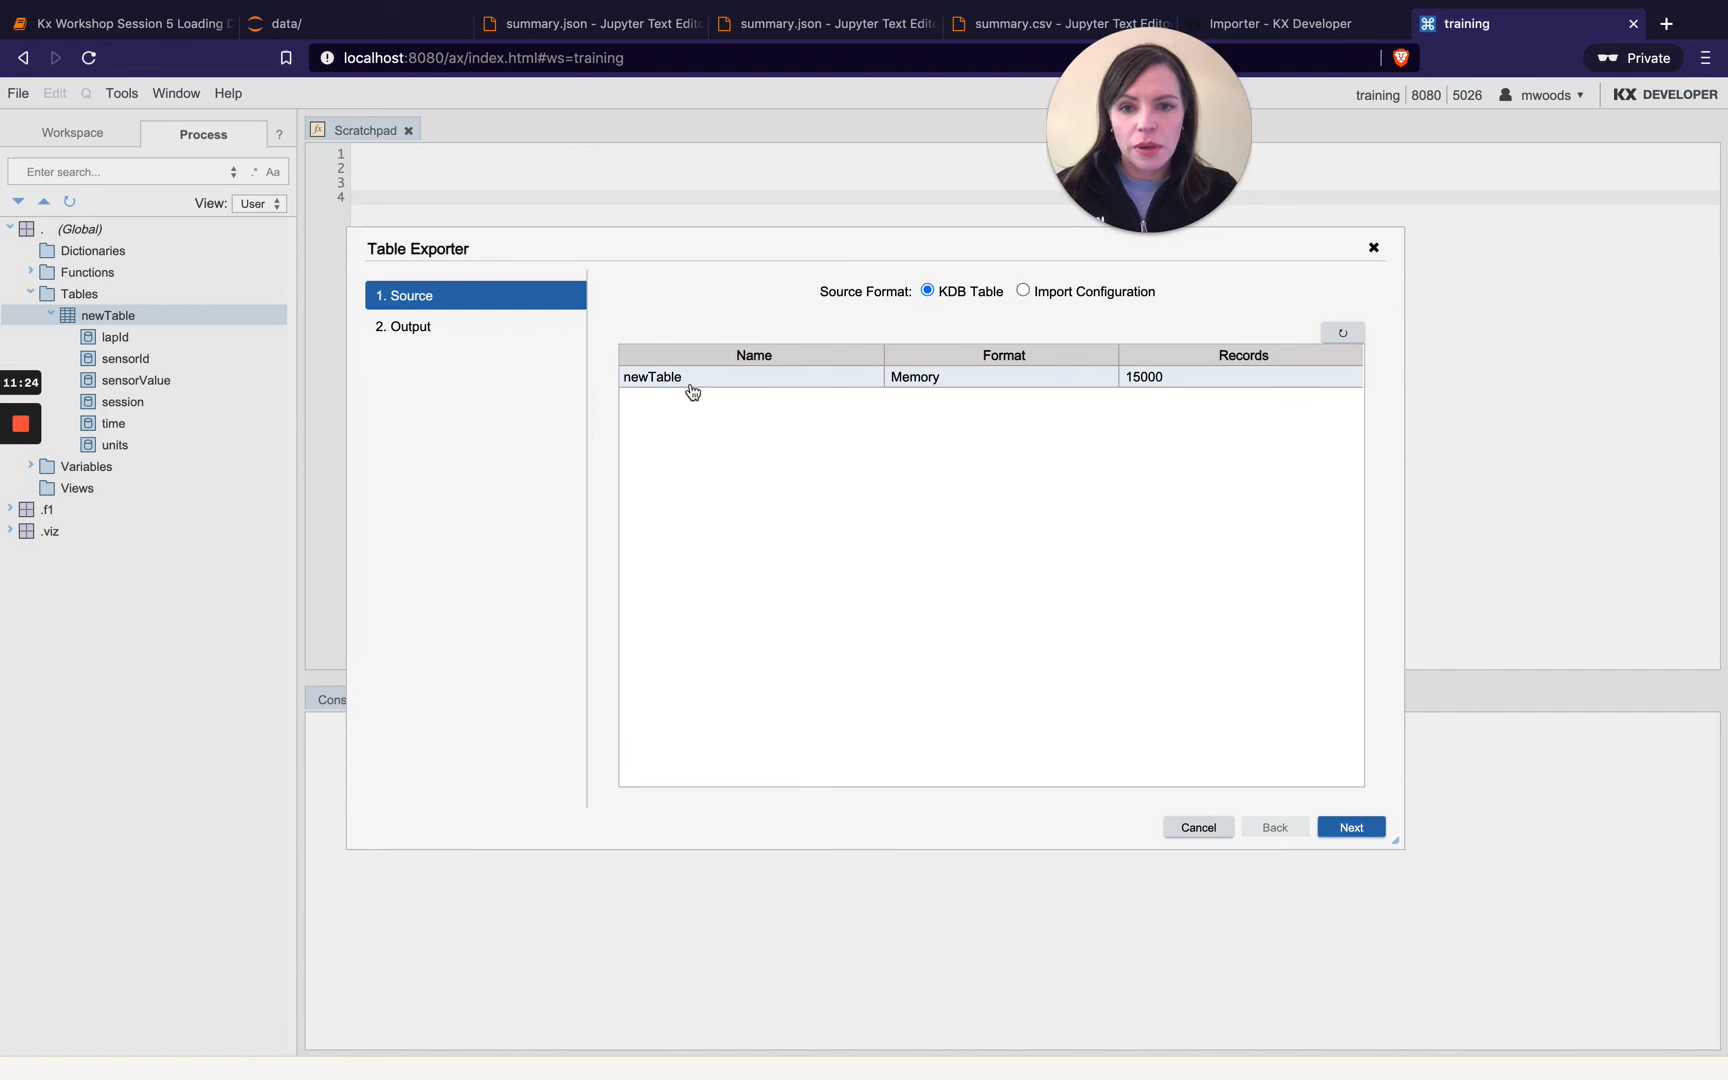 Kx Workshop Session 5 Loading D
data/
summary.json - Jupyter Text Edito
summary.json - Jupyter Text Edito
summary.csv - Jupyter Text Edito
Importer - KX Developer
training
localhost:8080/ax/index.html#ws=training
Private
File Edit Q Tools Window Help
training 8080 5026 mwoods
KX DEVELOPER
Workspace
Process
?
Scratchpad
Enter search...
.* Aa
View: User
1
2
3
4
. (Global)
Dictionaries
Functions
Tables
newTable
lapId
sensorId
sensorValue
session
time
units
Variables
Views
.f1
.viz
11:24
Table Exporter
1. Source
2. Output
Source Format: KDB Table Import Configuration
Name Format Records
newTable Memory 15000
Cancel Back Next
Cons